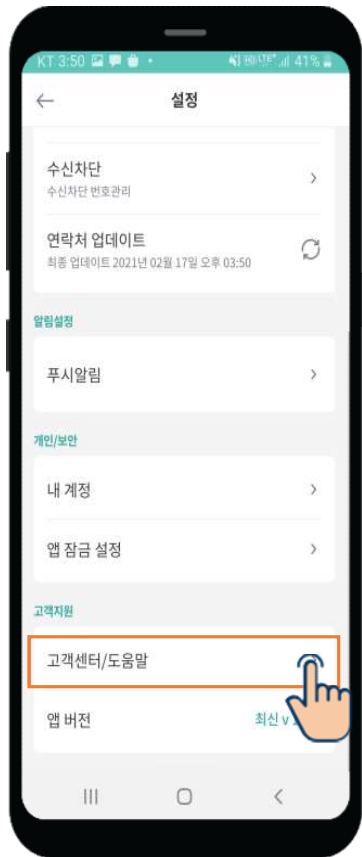 KT 3:50 41%
설정
수신차단
수신차단 번호관리
연락처 업데이트
최종 업데이트 2021년 02월 17일 오후 03:50
알림설정
푸시알림
개인/보안
내 계정
앱 잠금 설정
고객지원
고객센터/도움말
앱 버전 최신 v